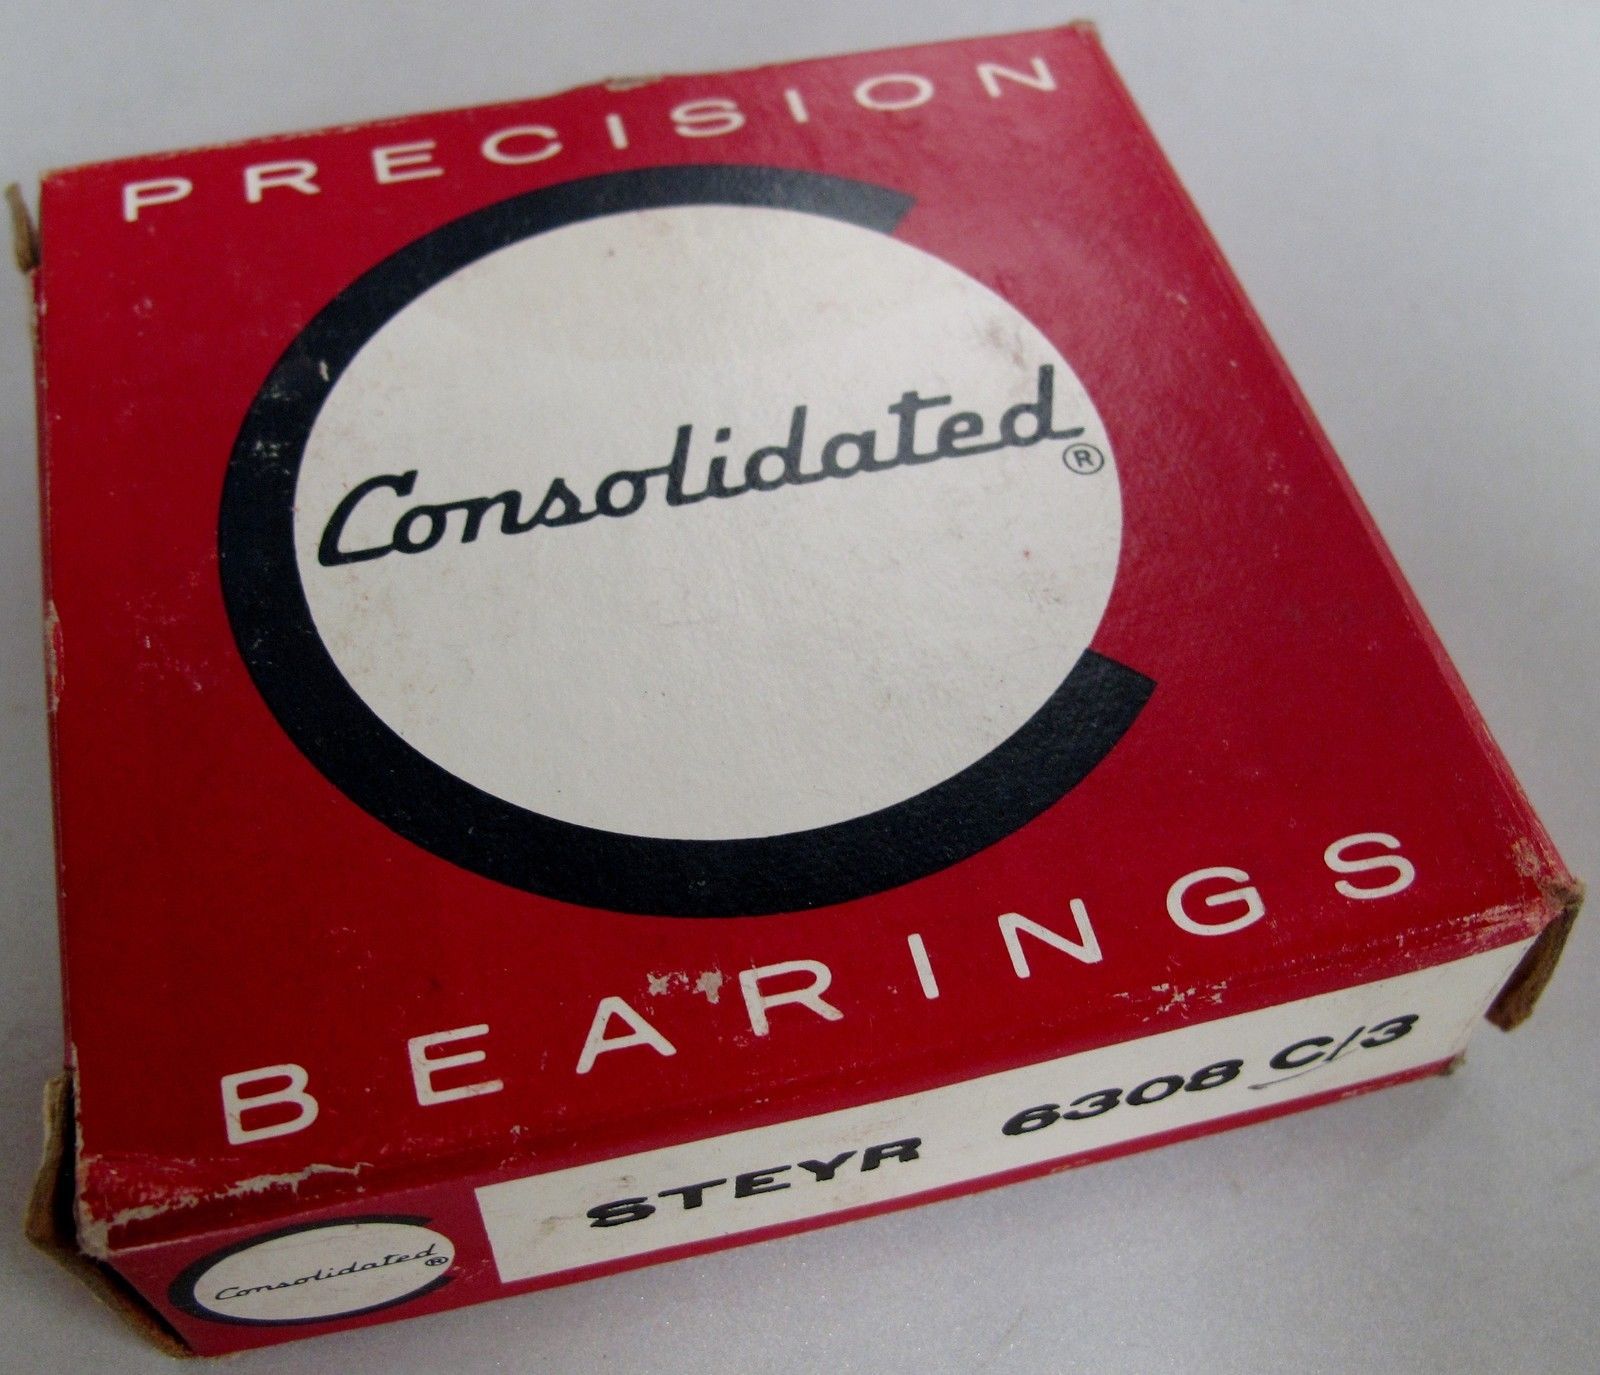 PRECISION
Consolidated®
BEARINGS
STEYR 6308 C/3
Consolidated®